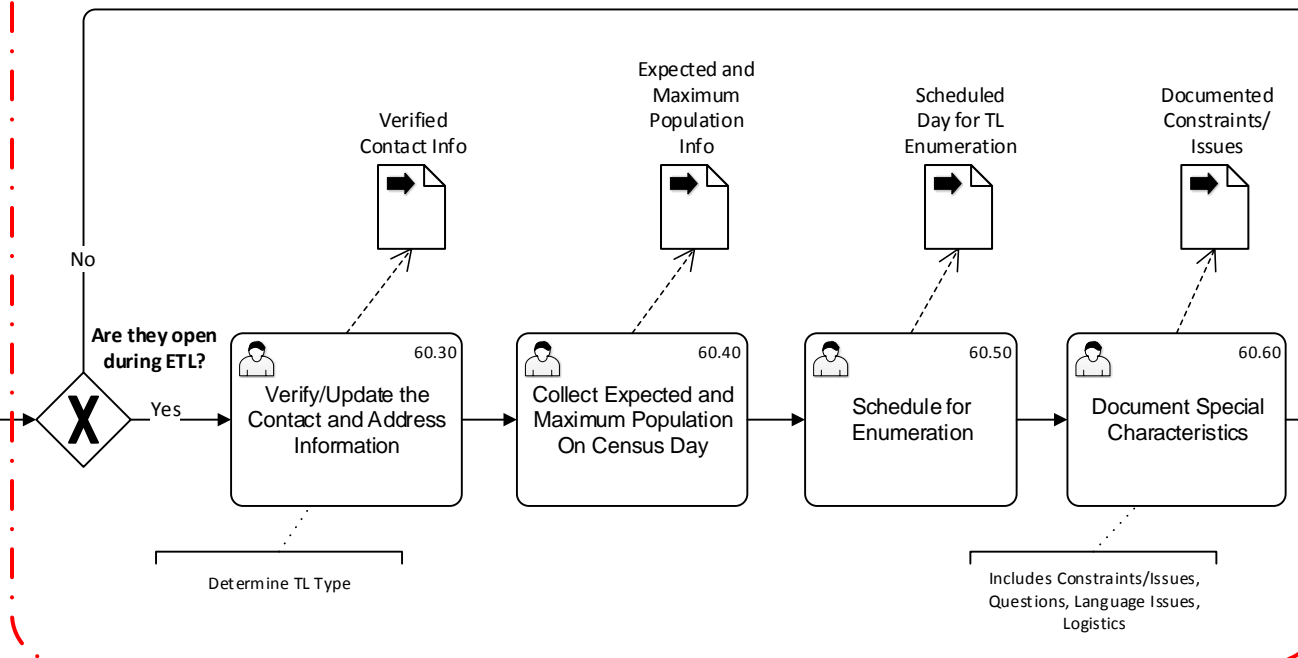 Expected and
Maximum
Population
Info
Verified
Contact Info
Scheduled
Day for TL
Enumeration
Documented
Constraints/
Issues
No
Are they open
during ETL?
X
Yes
60.30
Verify/Update the
Contact and Address
Information
60.40
Collect Expected and
Maximum Population
On Census Day
60.50
Schedule for
Enumeration
60.60
Document Special
Characteristics
Determine TL Type
Includes Constraints/Issues,
Questions, Language Issues,
Logistics